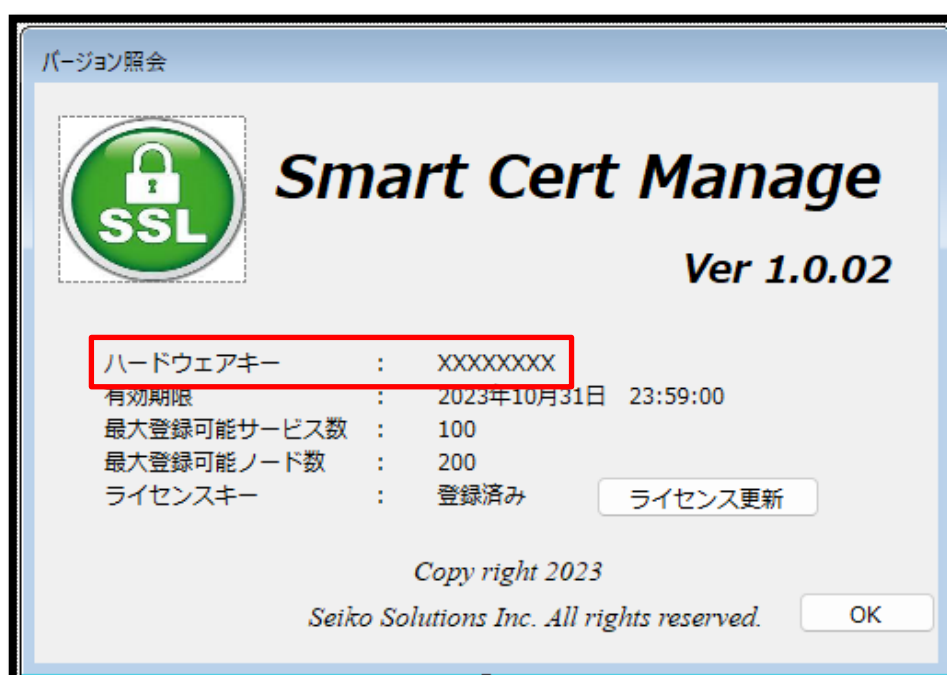 バージョン照会
SSL
Smart Cert Manage
Ver 1.0.02
ハードウェアキー : XXXXXXXX
有効期限 : 2023年10月31日 23:59:00
最大登録可能サービス数 : 100
最大登録可能ノード数 : 200
ライセンスキー : 登録済み ライセンス更新
Copy right 2023
Seiko Solutions Inc. All rights reserved. OK